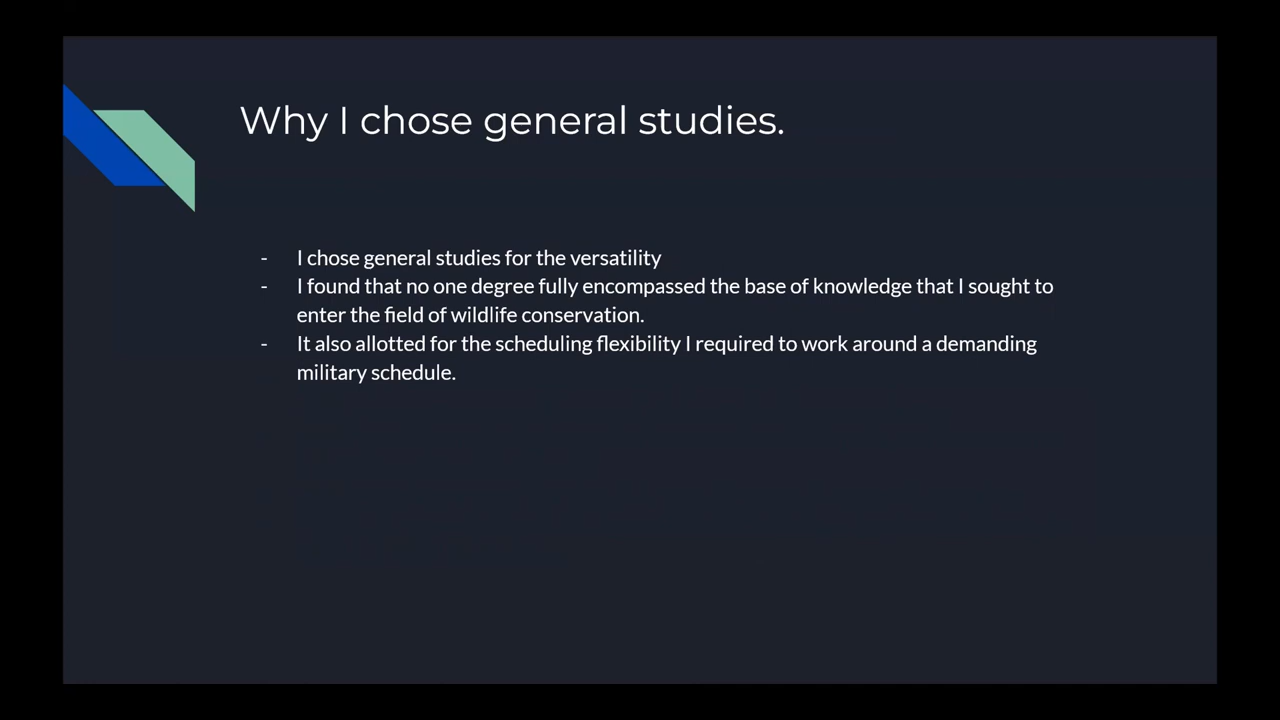 Why I chose general studies.
- I chose general studies for the versatility
- I found that no one degree fully encompassed the base of knowledge that I sought to
enter the field of wildlife conservation.
- It also allotted for the scheduling flexibility I required to work around a demanding
military schedule.